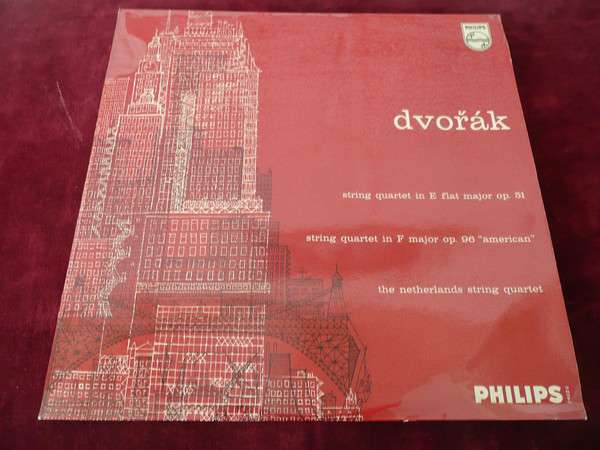 PHILIPS
dvořák
string quartet in E flat major op. 51
string quartet in F major op. 96 "american"
the netherlands string quartet
PHILIPS